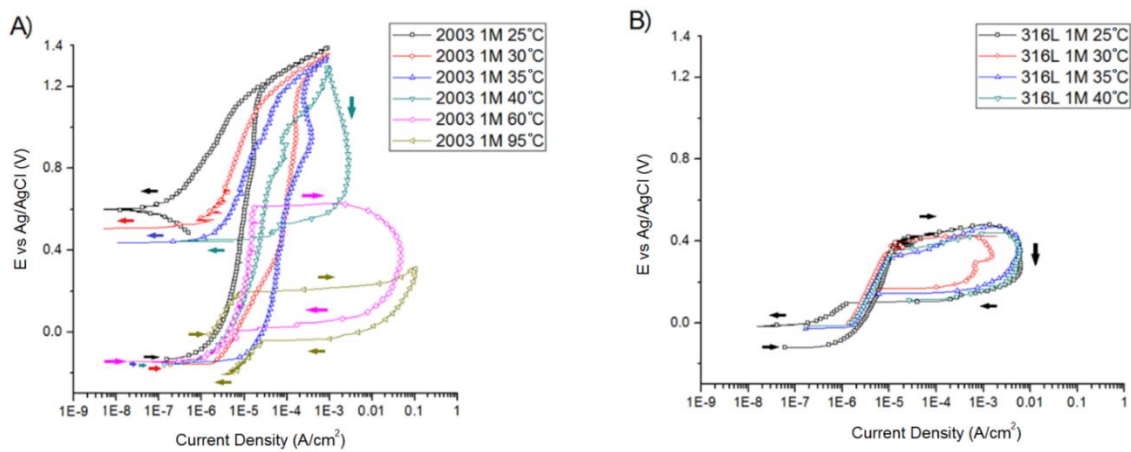 A)
2003 1M 25°C
2003 1M 30°C
2003 1M 35°C
2003 1M 40°C
2003 1M 60°C
2003 1M 95°C
E vs Ag/AgCl (V)
1.4
1.2
0.8
0.4
0.0
1E-9 1E-8 1E-7 1E-6 1E-5 1E-4 1E-3 0.01 0.1 1
Current Density (A/cm²)
B)
316L 1M 25°C
316L 1M 30°C
316L 1M 35°C
316L 1M 40°C
E vs Ag/AgCl (V)
1.4
1.2
0.8
0.4
0.0
1E-9 1E-8 1E-7 1E-6 1E-5 1E-4 1E-3 0.01 0.1 1
Current Density (A/cm²)